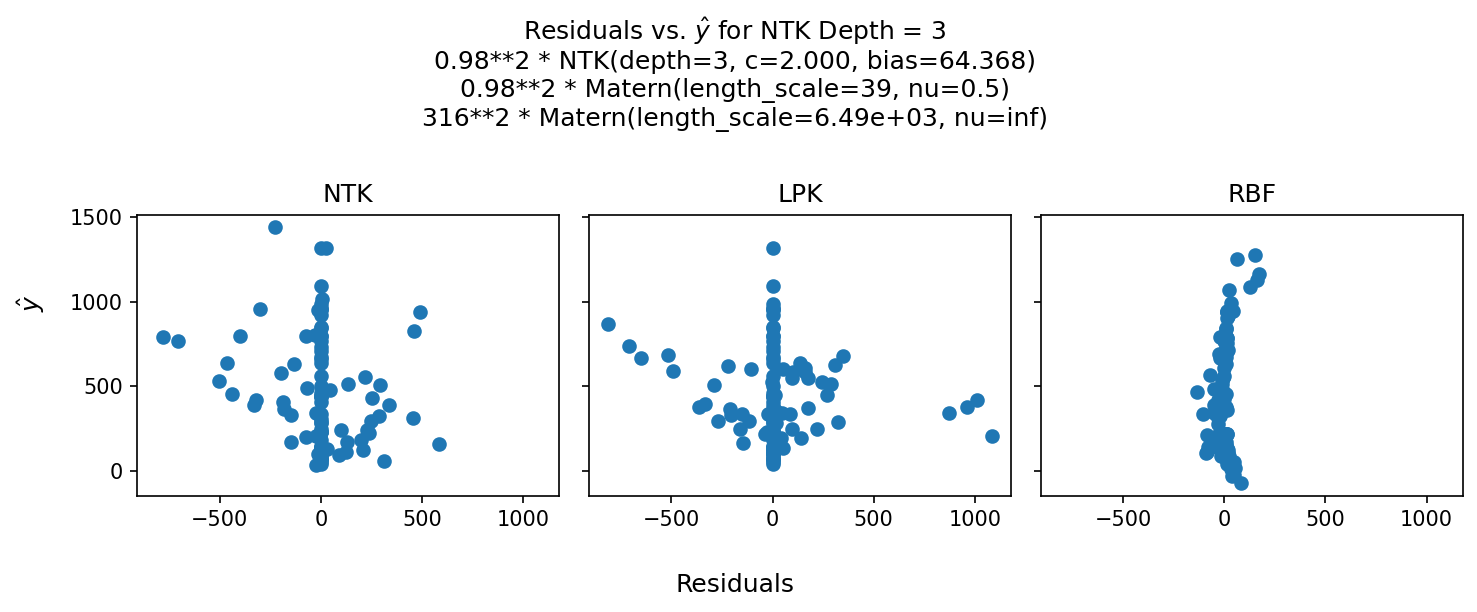 Residuals vs. ŷ for NTK Depth = 3
0.98**2 * NTK(depth=3, c=2.000, bias=64.368)
0.98**2 * Matern(length_scale=39, nu=0.5)
316**2 * Matern(length_scale=6.49e+03, nu=inf)
NTK LPK RBF
1500
1000
500
0
ŷ
−500 0 500 1000 −500 0 500 1000 −500 0 500 1000
Residuals